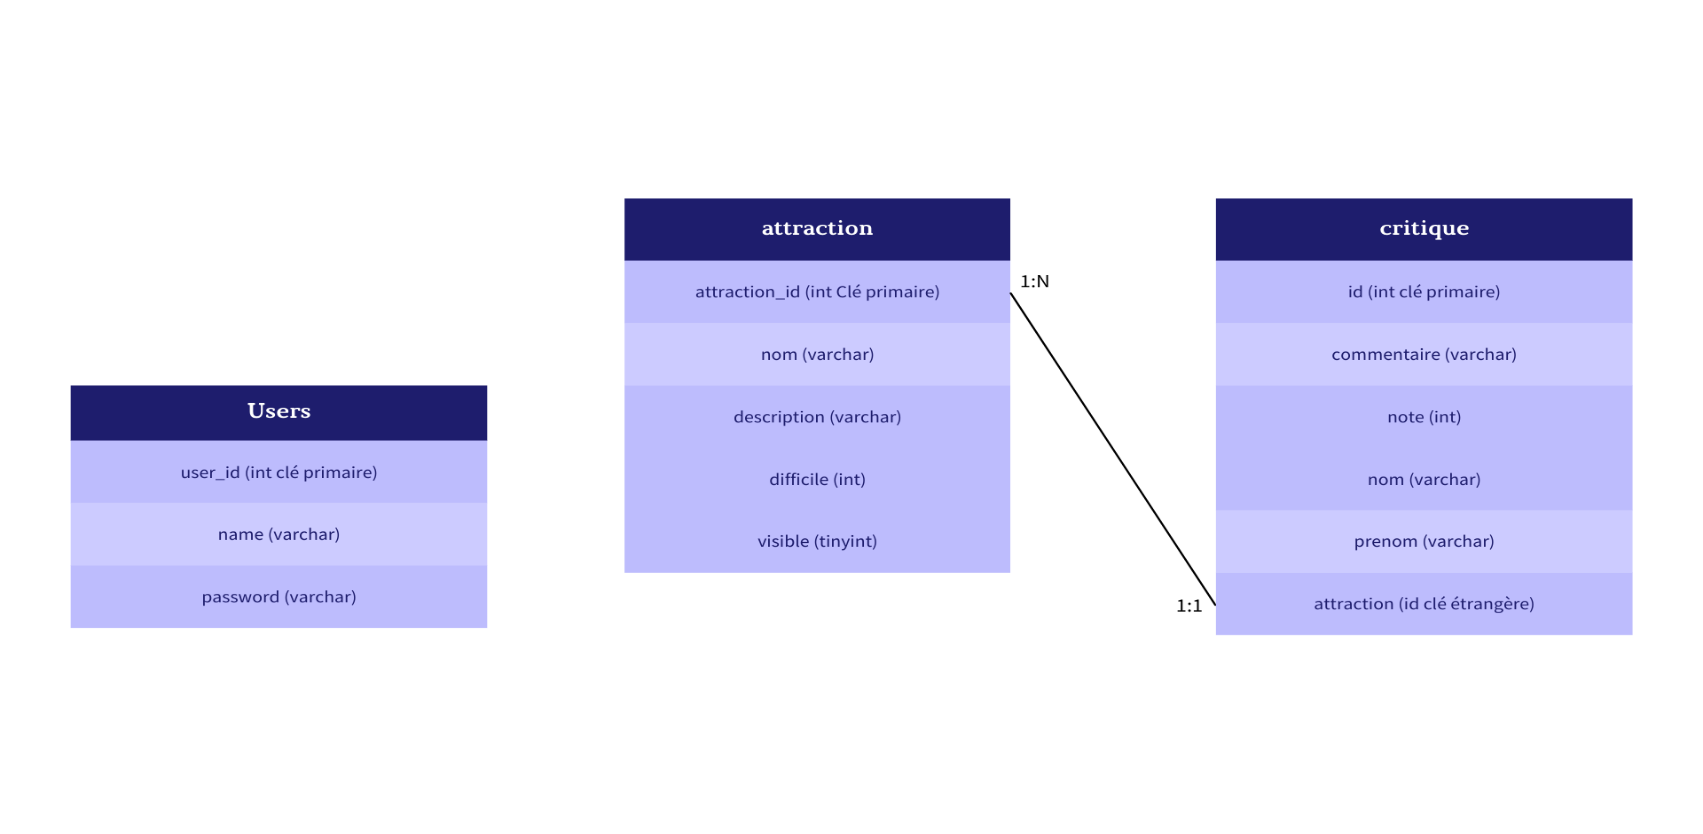 Users
user_id (int clé primaire)
name (varchar)
password (varchar)
attraction
attraction_id (int Clé primaire)
nom (varchar)
description (varchar)
difficile (int)
visible (tinyint)
1:N
1:1
critique
id (int clé primaire)
commentaire (varchar)
note (int)
nom (varchar)
prenom (varchar)
attraction (id clé étrangère)